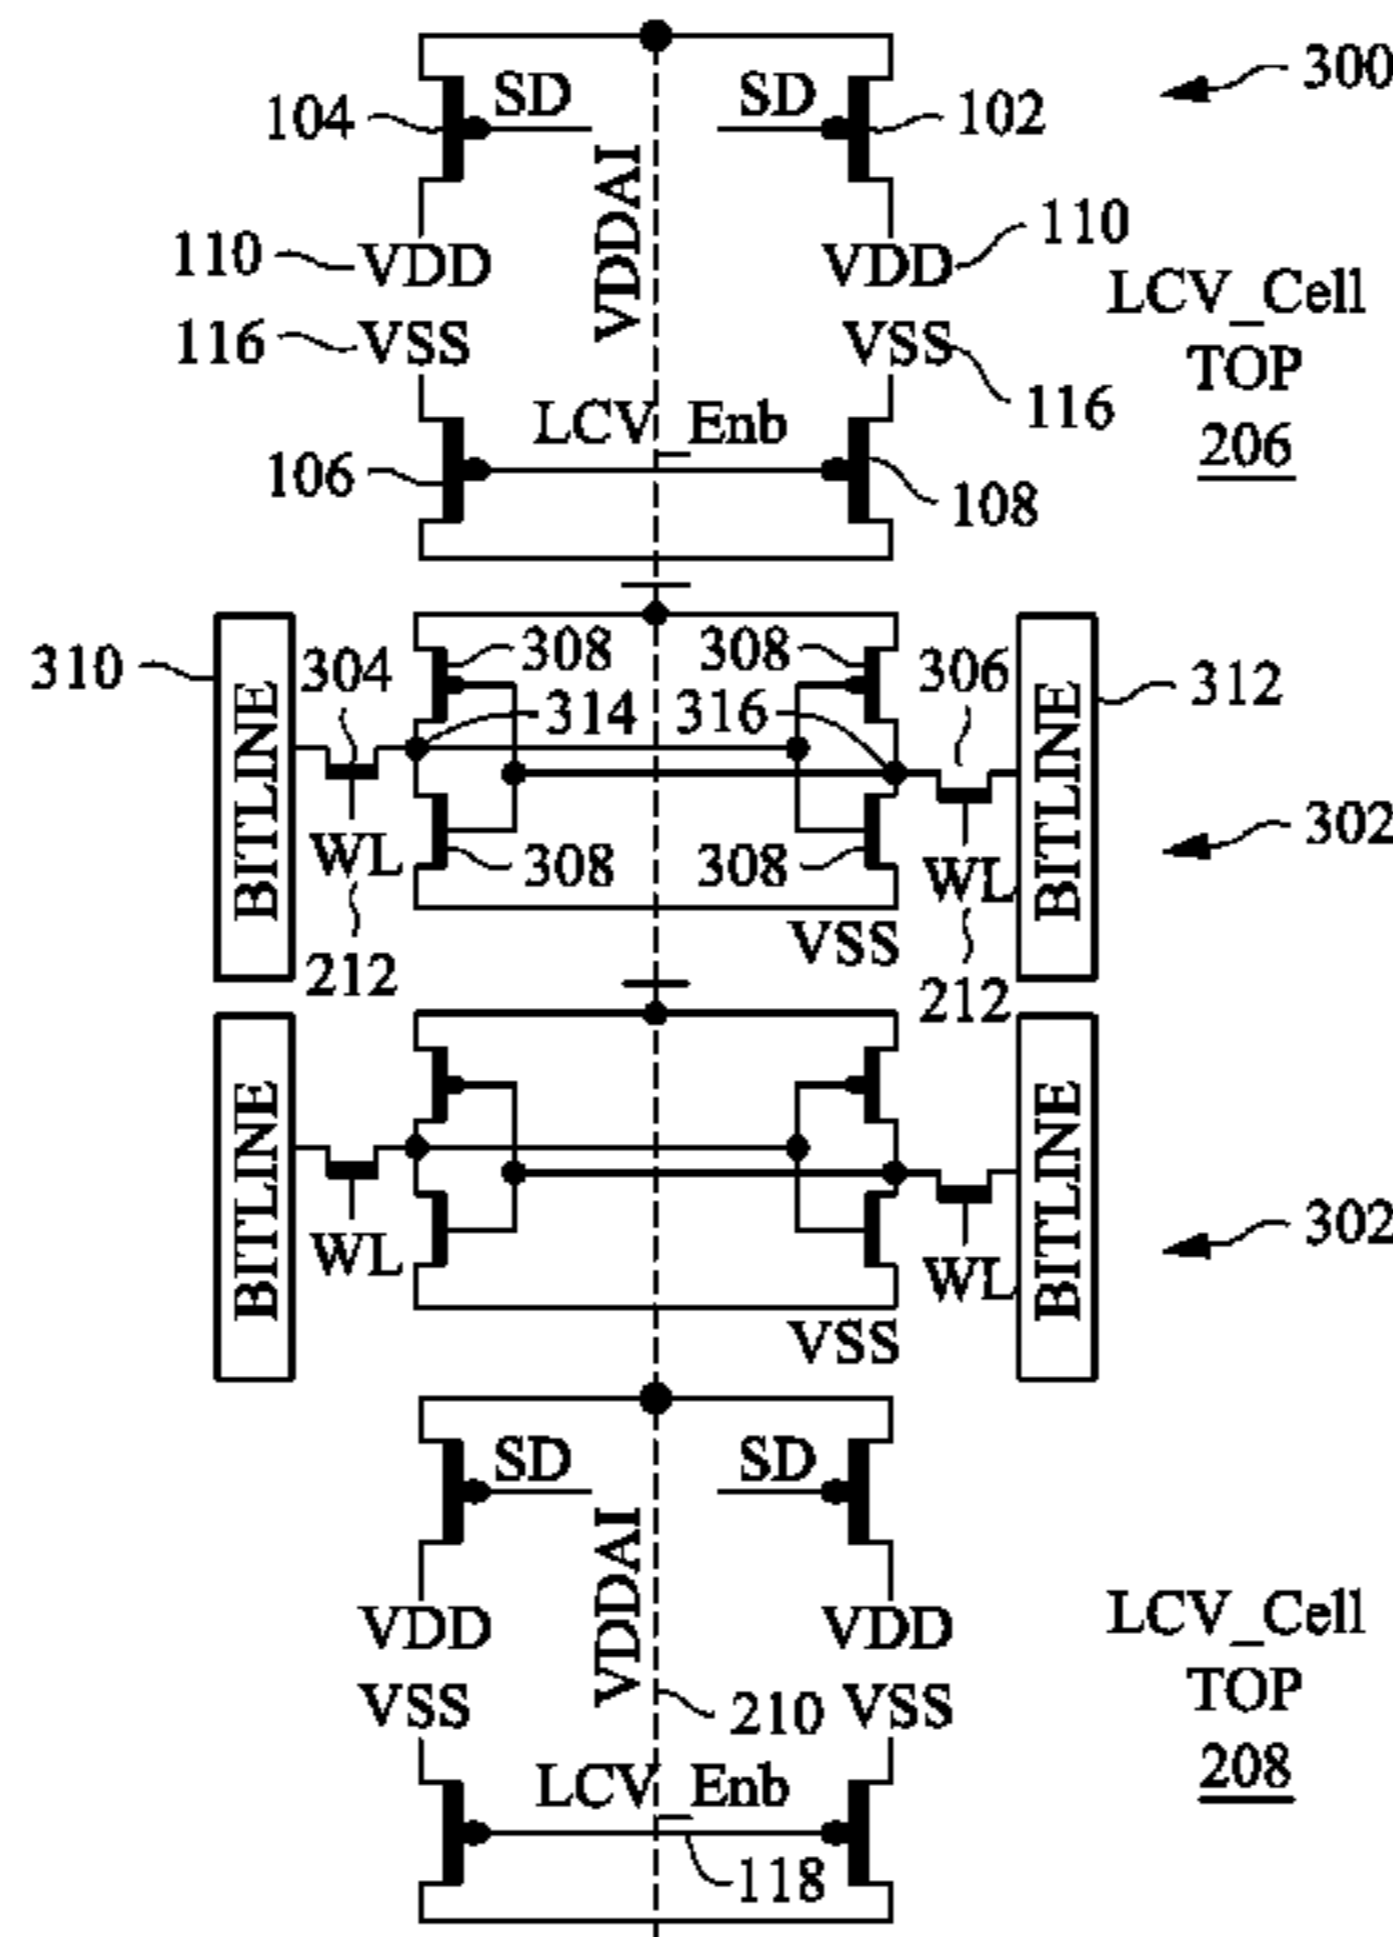 300
104 SD SD 102
VDDAI
110 VDD VDD 110
116 VSS VSS 116
LCV_Cell
TOP
206
LCV_Enb
106 108
310 BITLINE 304 308 308 306 BITLINE 312
314 316
WL 308 308 WL 302
212 VSS 212
BITLINE WL WL BITLINE 302
VSS
SD SD
VDDAI
VDD VDD
VSS 210 VSS
LCV_Cell
TOP
208
LCV_Enb
118